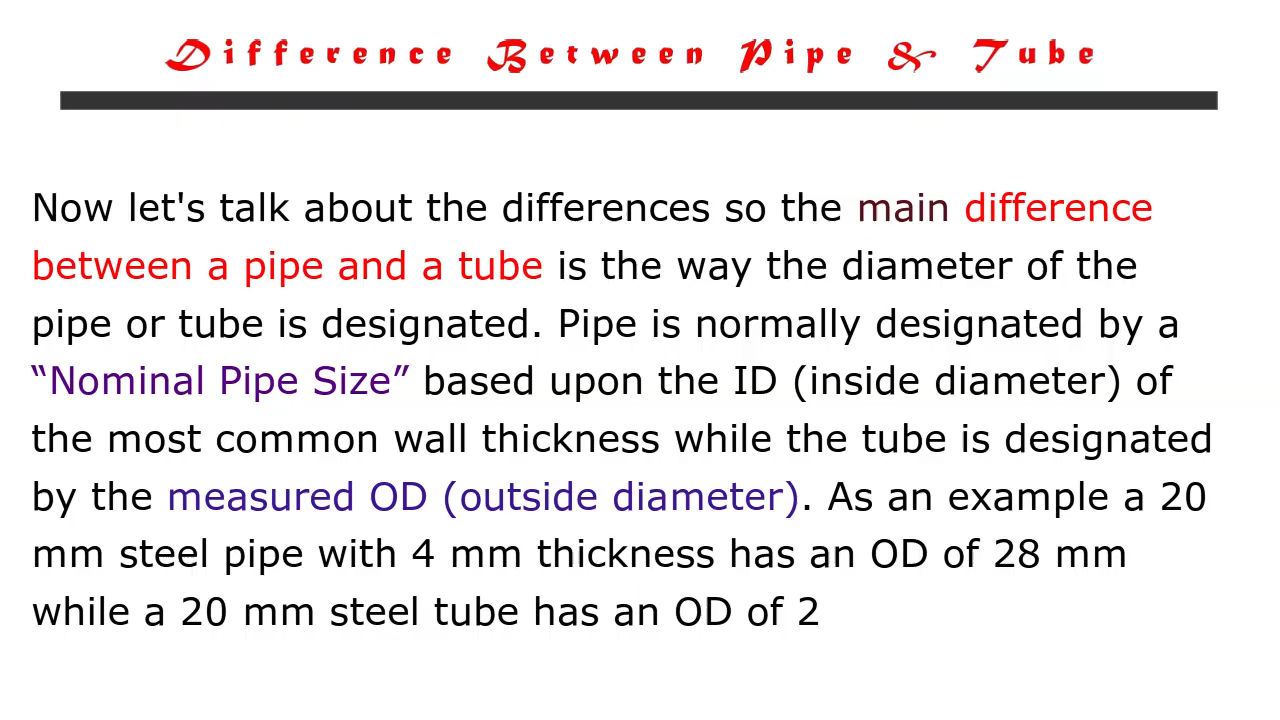 Difference Between Pipe & Tube
Now let's talk about the differences so the main difference
between a pipe and a tube is the way the diameter of the
pipe or tube is designated. Pipe is normally designated by a
“Nominal Pipe Size” based upon the ID (inside diameter) of
the most common wall thickness while the tube is designated
by the measured OD (outside diameter). As an example a 20
mm steel pipe with 4 mm thickness has an OD of 28 mm
while a 20 mm steel tube has an OD of 2